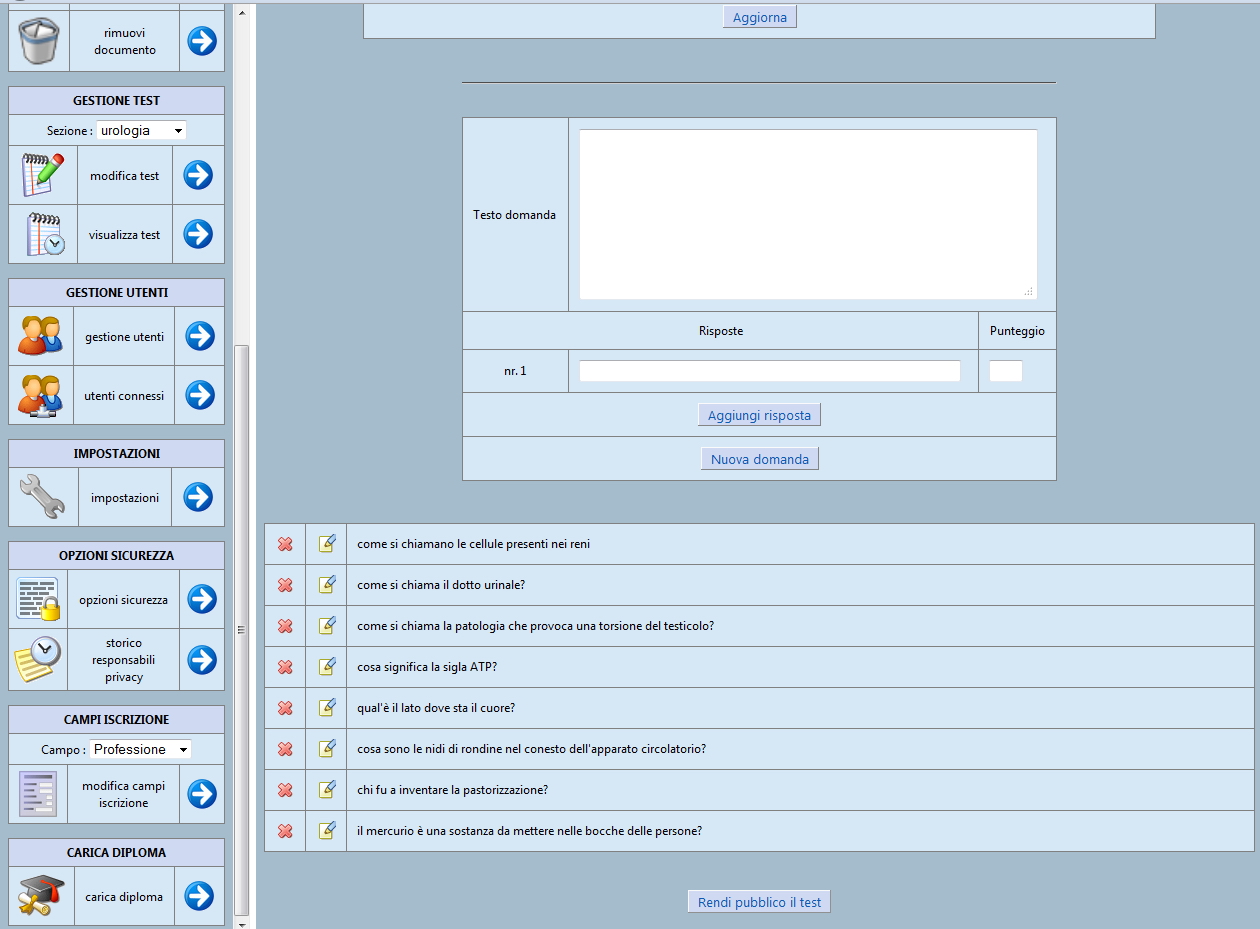 rimuovi
documento
GESTIONE TEST
Sezione : urologia
modifica test
visualizza test
GESTIONE UTENTI
gestione utenti
utenti connessi
IMPOSTAZIONI
impostazioni
OPZIONI SICUREZZA
opzioni sicurezza
storico
responsabili
privacy
CAMPI ISCRIZIONE
Campo : Professione
modifica campi
iscrizione
CARICA DIPLOMA
carica diploma
Aggiorna
Testo domanda
Risposte Punteggio
nr. 1
Aggiungi risposta
Nuova domanda
come si chiamano le cellule presenti nei reni
come si chiama il dotto urinale?
come si chiama la patologia che provoca una torsione del testicolo?
cosa significa la sigla ATP?
qual'è il lato dove sta il cuore?
cosa sono le nidi di rondine nel conesto dell'apparato circolatorio?
chi fu a inventare la pastorizzazione?
il mercurio è una sostanza da mettere nelle bocche delle persone?
Rendi pubblico il test